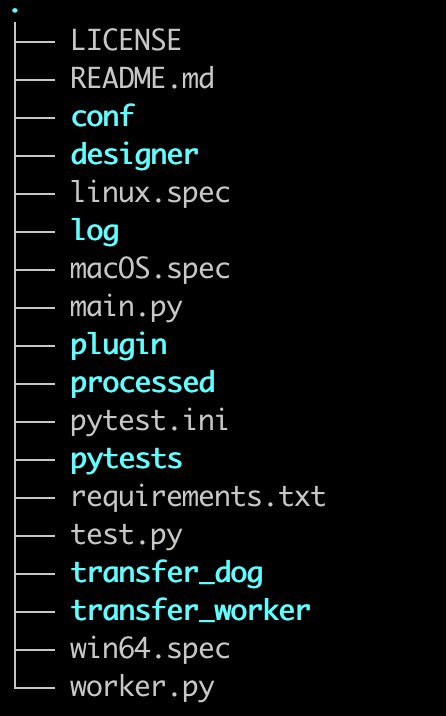 .
├── LICENSE
├── README.md
├── conf
├── designer
├── linux.spec
├── log
├── macOS.spec
├── main.py
├── plugin
├── processed
├── pytest.ini
├── pytests
├── requirements.txt
├── test.py
├── transfer_dog
├── transfer_worker
├── win64.spec
└── worker.py